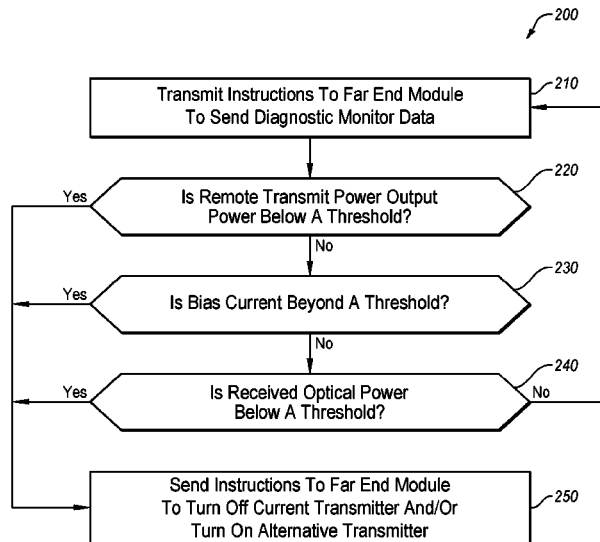 200
210
Transmit Instructions To Far End Module
To Send Diagnostic Monitor Data
220
Yes
Is Remote Transmit Power Output
Power Below A Threshold?
No
230
Yes
Is Bias Current Beyond A Threshold?
No
240
Yes
Is Received Optical Power
Below A Threshold?
No
Send Instructions To Far End Module
To Turn Off Current Transmitter And/Or
Turn On Alternative Transmitter
250